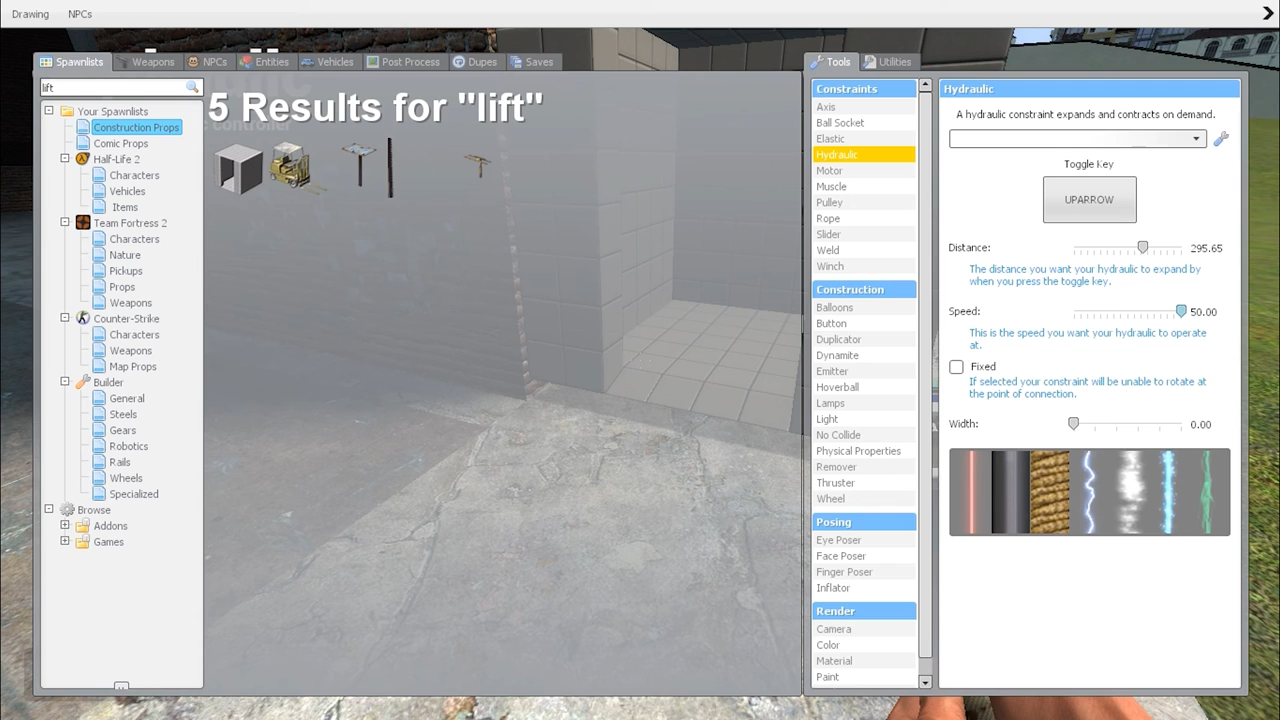 Drawing NPCs
Spawnlists Weapons NPCs Entities Vehicles Post Process Dupes Saves
lift
5 Results for "lift"
controller
Your Spawnlists
Construction Props
Comic Props
Half-Life 2
Characters
Vehicles
Items
Team Fortress 2
Characters
Nature
Pickups
Props
Weapons
Counter-Strike
Characters
Weapons
Map Props
Builder
General
Steels
Gears
Robotics
Rails
Wheels
Specialized
Browse
Addons
Games
Tools Utilities
Constraints
Axis
Ball Socket
Elastic
Hydraulic
Motor
Muscle
Pulley
Rope
Slider
Weld
Winch
Construction
Balloons
Button
Duplicator
Dynamite
Emitter
Hoverball
Lamps
Light
No Collide
Physical Properties
Remover
Thruster
Wheel
Posing
Eye Poser
Face Poser
Finger Poser
Inflator
Render
Camera
Color
Material
Paint
Hydraulic
A hydraulic constraint expands and contracts on demand.
Toggle Key
UPARROW
Distance: 295.65
The distance you want your hydraulic to expand by
when you press the toggle key.
Speed: 50.00
This is the speed you want your hydraulic to operate
at.
Fixed
If selected your constraint will be unable to rotate at
the point of connection.
Width: 0.00